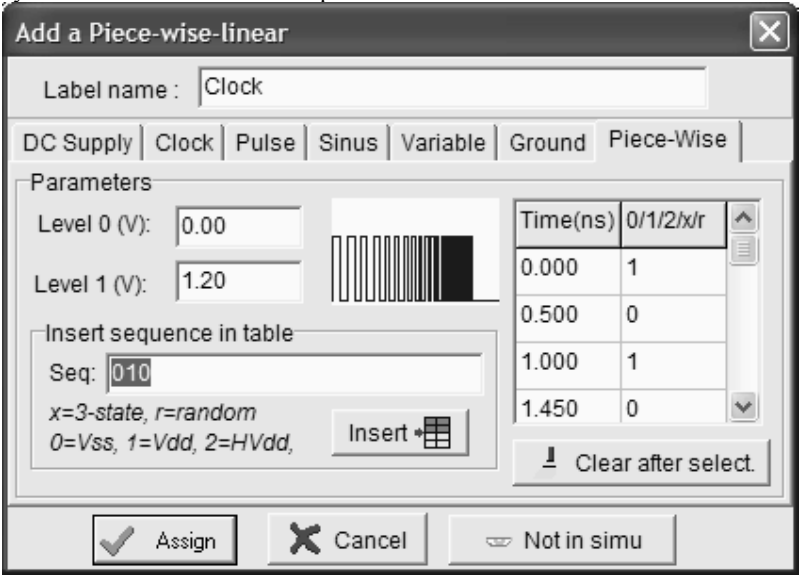 Add a Piece-wise-linear
Label name : Clock
DC Supply Clock Pulse Sinus Variable Ground Piece-Wise
Parameters
Level 0 (V): 0.00
Level 1 (V): 1.20
Insert sequence in table
Seq: 010
x=3-state, r=random
0=Vss, 1=Vdd, 2=HVdd,
Insert
Time(ns) 0/1/2/x/r
0.000 1
0.500 0
1.000 1
1.450 0
Clear after select.
Assign Cancel Not in simu